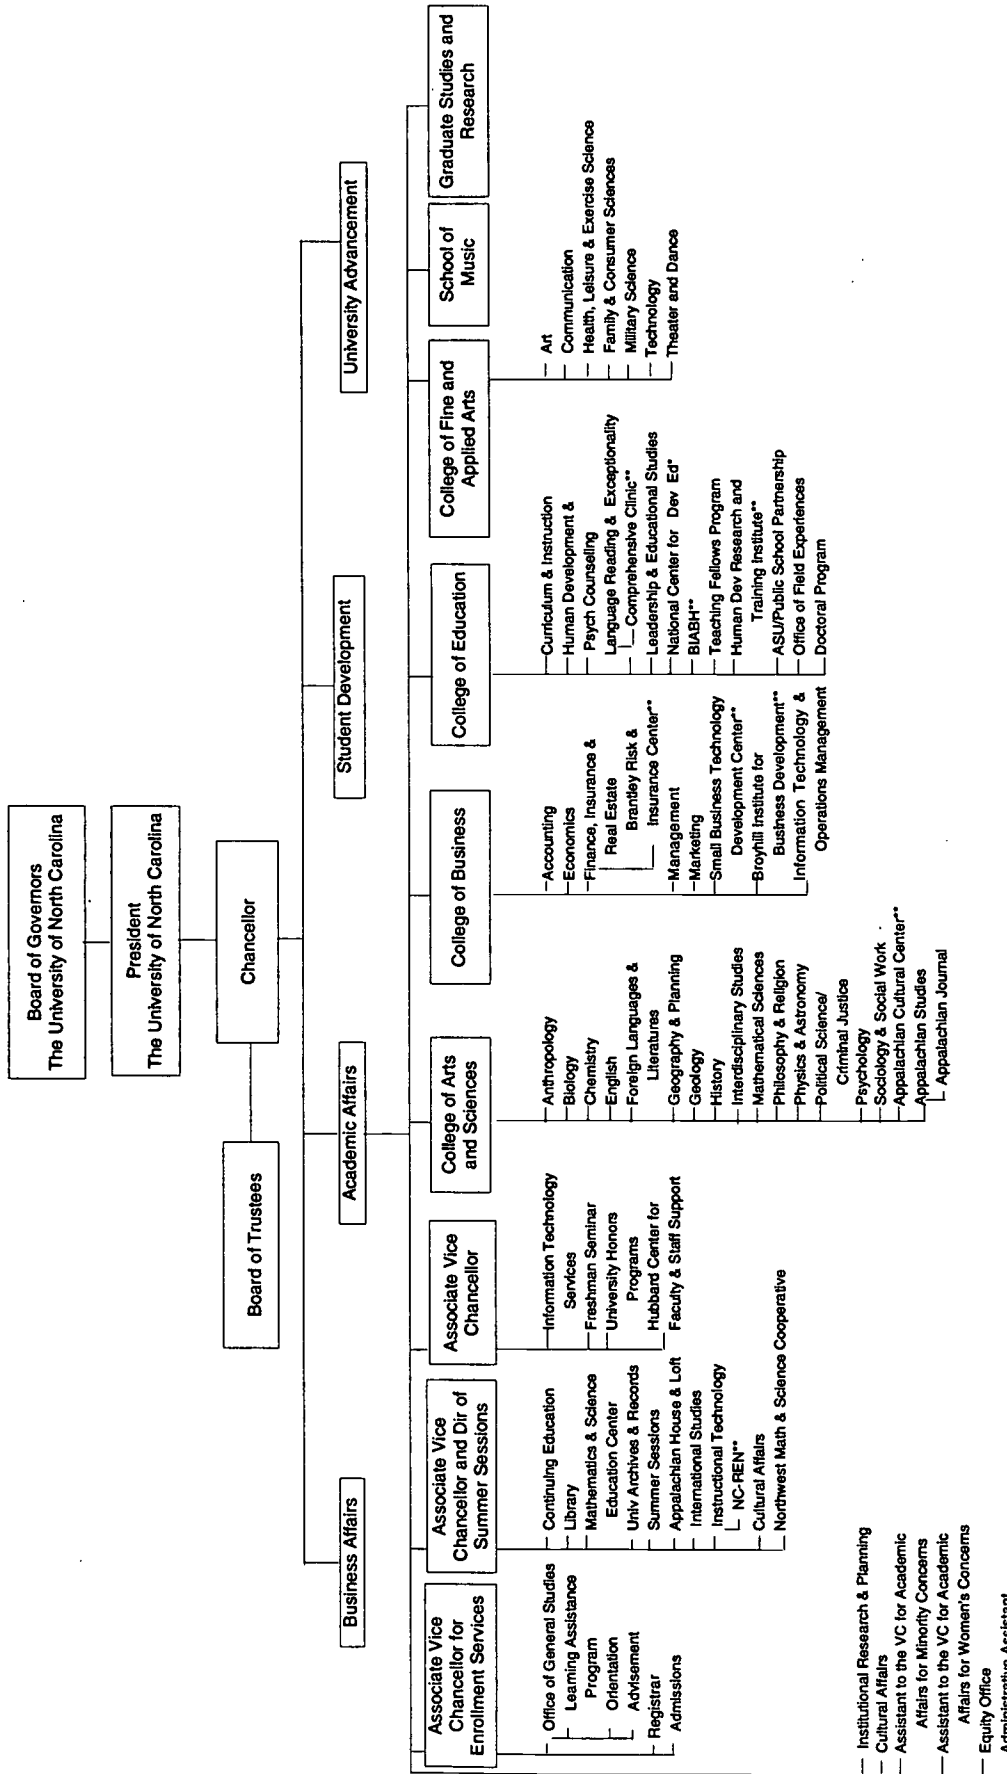 Board of Governors
The University of North Carolina
President
The University of North Carolina
Chancellor
Board of Trustees
Business Affairs
Academic Affairs
Student Development
University Advancement
Associate Vice
Chancellor for
Enrollment Services
Associate Vice
Chancellor and Dir of
Summer Sessions
Associate Vice
Chancellor
College of Arts
and Sciences
College of Business
College of Education
College of Fine and
Applied Arts
School of
Music
Graduate Studies and
Research
Office of General Studies
Learning Assistance
Program
Orientation
Advisement
Registrar
Admissions
Continuing Education
Library
Mathematics & Science
Education Center
Univ Archives & Records
Summer Sessions
Appalachian House & Loft
International Studies
Instructional Technology
NC-REN**
Cultural Affairs
Northwest Math & Science Cooperative
Information Technology
Services
Freshman Seminar
University Honors
Programs
Hubbard Center for
Faculty & Staff Support
Anthropology
Biology
Chemistry
English
Foreign Languages &
Literatures
Geography & Planning
Geology
History
Interdisciplinary Studies
Mathematical Sciences
Philosophy & Religion
Physics & Astronomy
Political Science/
Criminal Justice
Psychology
Sociology & Social Work
Appalachian Cultural Center**
Appalachian Studies
Appalachian Journal
Accounting
Economics
Finance, Insurance &
Real Estate
Brantley Risk &
Insurance Center**
Management
Marketing
Small Business Technology
Development Center**
Broyhill Institute for
Business Development**
Information Technology &
Operations Management
Curriculum & Instruction
Human Development &
Psych Counseling
Language Reading & Exceptionality
Comprehensive Clinic**
Leadership & Educational Studies
National Center for Dev Ed*
BIABH**
Teaching Fellows Program
Human Dev Research and
Training Institute**
ASU/Public School Partnership
Office of Field Experiences
Doctoral Program
Art
Communication
Health, Leisure & Exercise Science
Family & Consumer Sciences
Military Science
Technology
Theater and Dance
Institutional Research & Planning
Cultural Affairs
Assistant to the VC for Academic
Affairs for Minority Concerns
Assistant to the VC for Academic
Affairs for Women's Concerns
Equity Office
Administrative Assistant